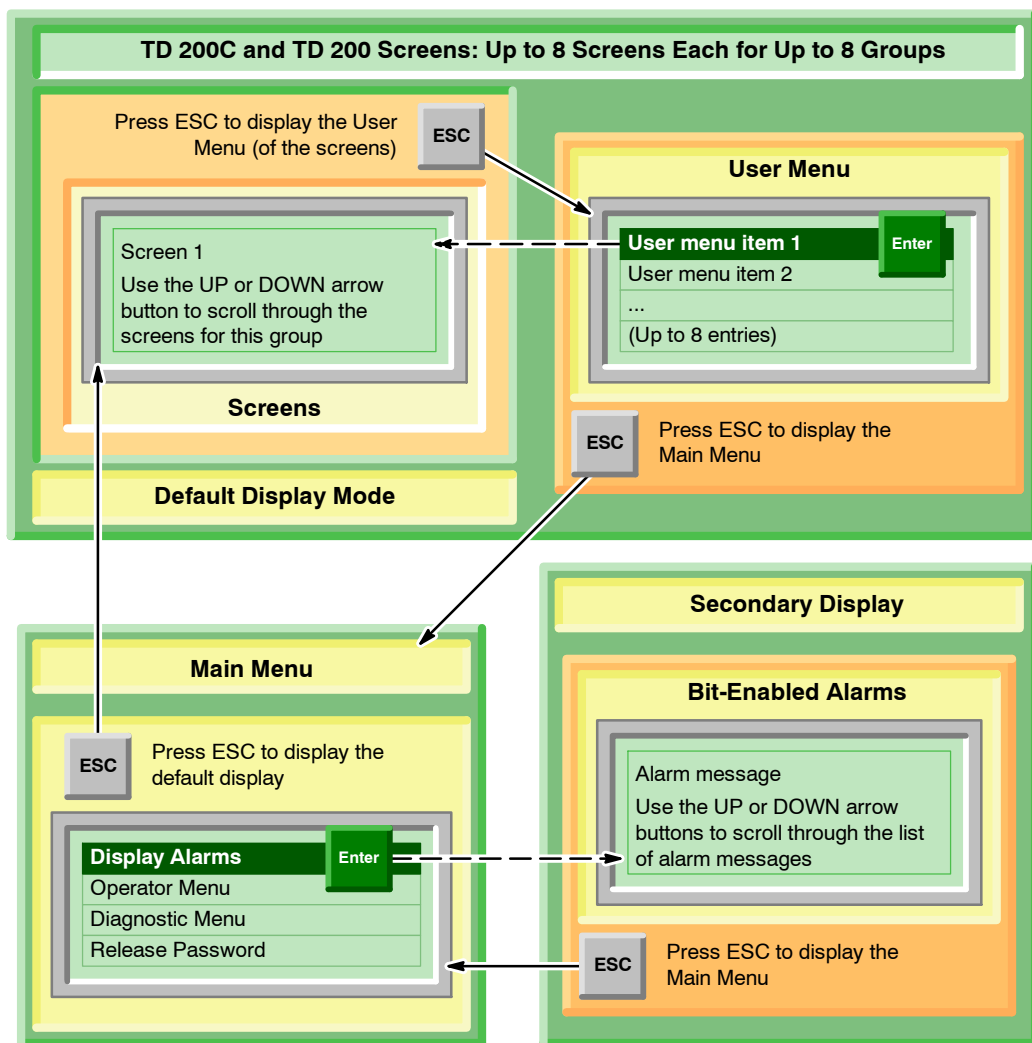 TD 200C and TD 200 Screens: Up to 8 Screens Each for Up to 8 Groups
Press ESC to display the User
Menu (of the screens)
ESC
Screen 1
Use the UP or DOWN arrow
button to scroll through the
screens for this group
Screens
Default Display Mode
User Menu
User menu item 1
Enter
User menu item 2
...
(Up to 8 entries)
ESC
Press ESC to display the
Main Menu
Main Menu
ESC
Press ESC to display the
default display
Display Alarms
Enter
Operator Menu
Diagnostic Menu
Release Password
Secondary Display
Bit-Enabled Alarms
Alarm message
Use the UP or DOWN arrow
buttons to scroll through the list
of alarm messages
ESC
Press ESC to display the
Main Menu